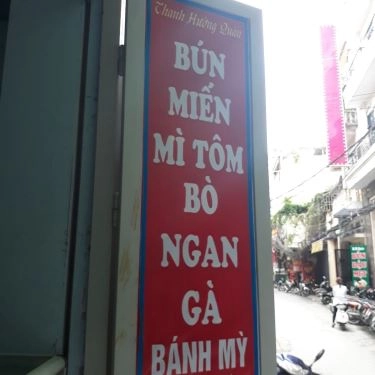 Thanh Hương Quán
BÚN
MIẾN
MÌ TÔM
BÒ
NGAN
GÀ
BÁNH MỲ